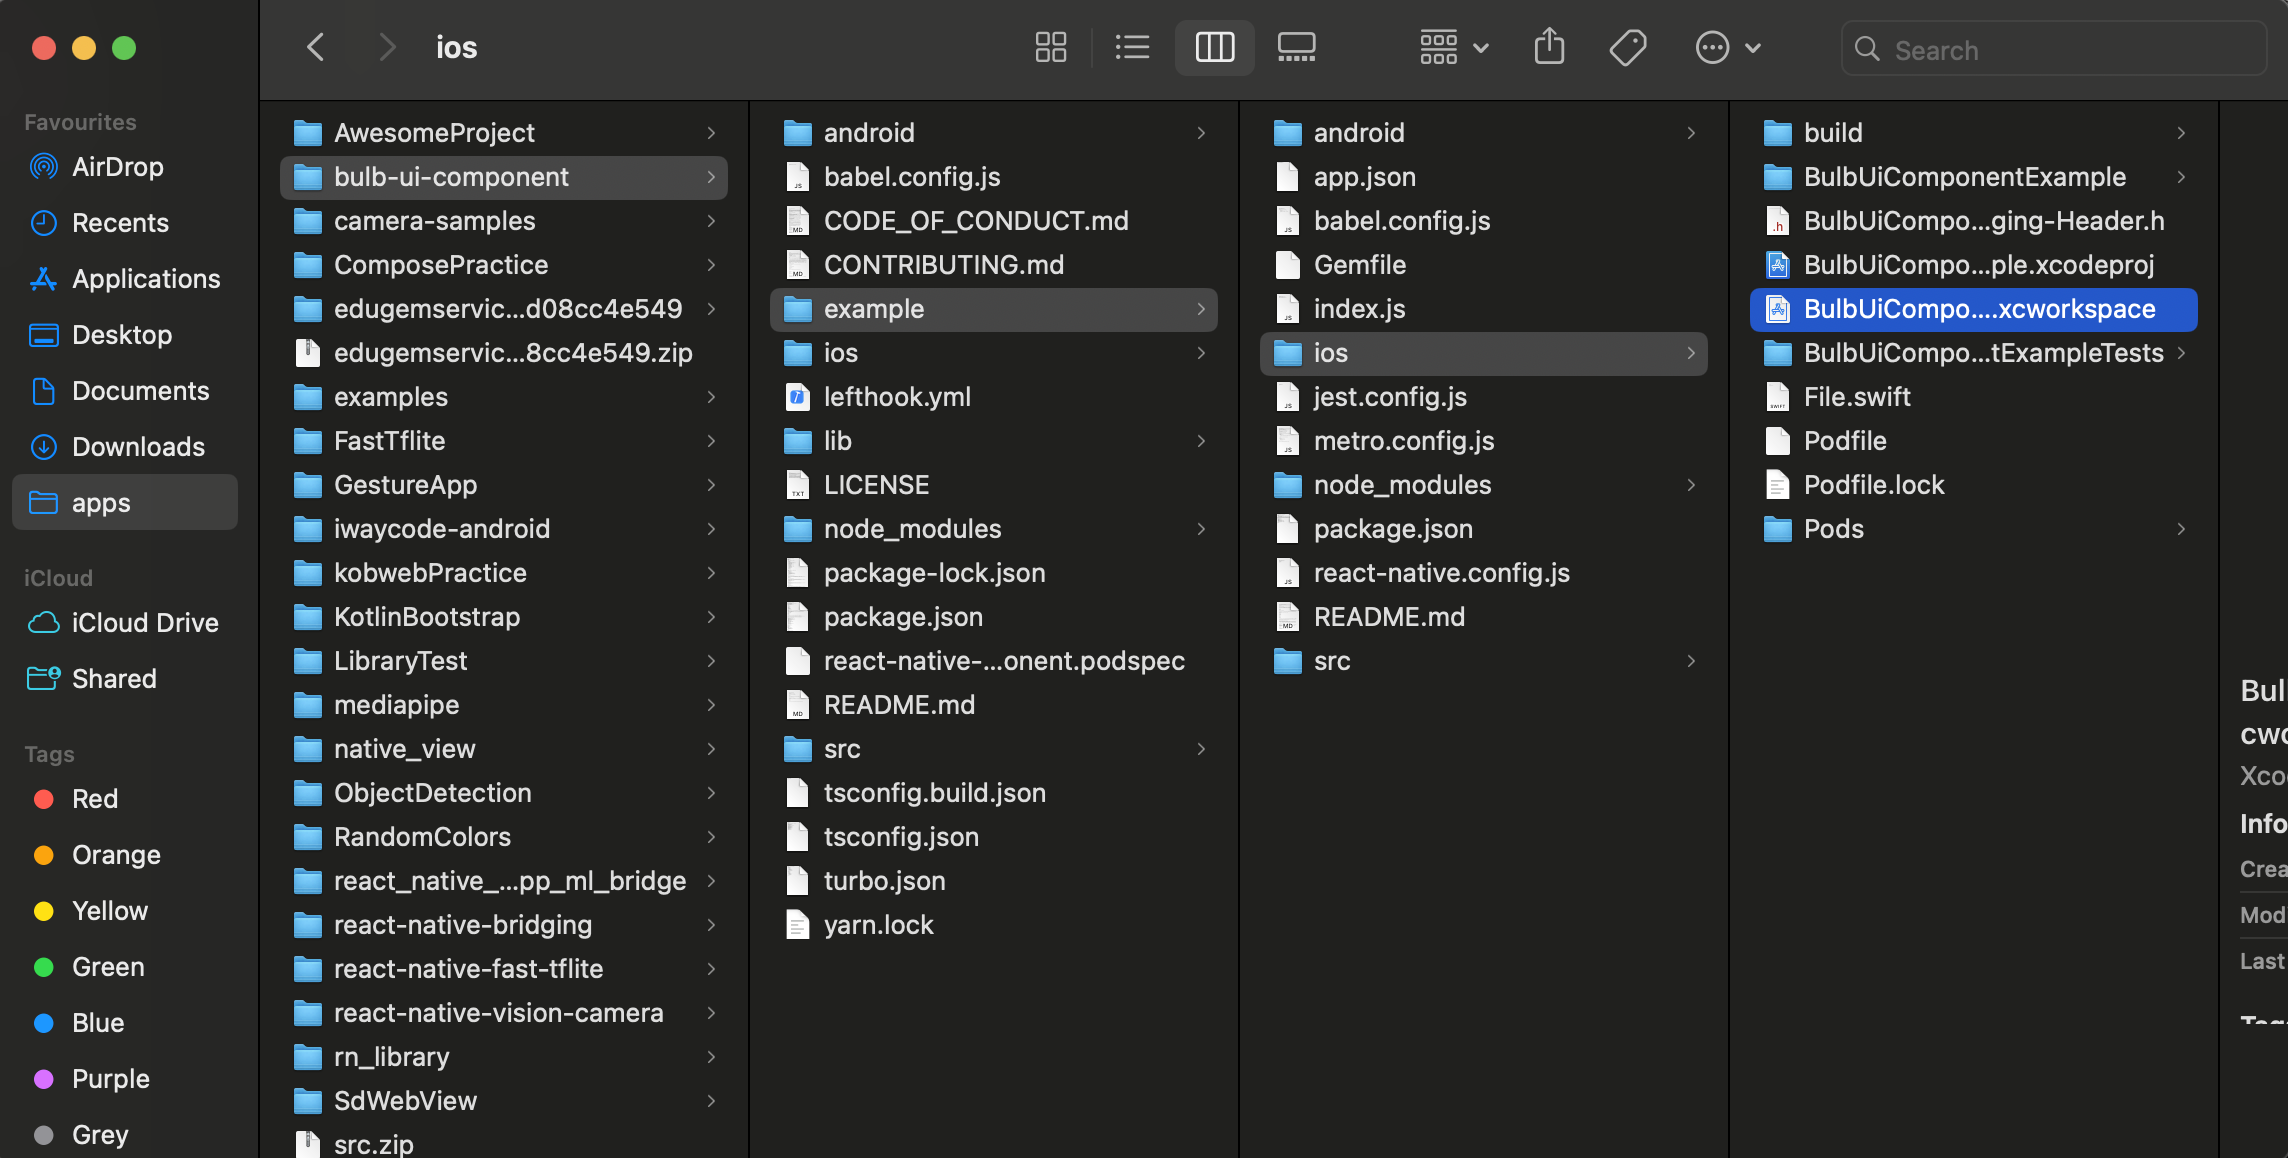 ios
Search
Favourites
AirDrop
Recents
Applications
Desktop
Documents
Downloads
apps
iCloud
iCloud Drive
Shared
Tags
Red
Orange
Yellow
Green
Blue
Purple
Grey
AwesomeProject
bulb-ui-component
camera-samples
ComposePractice
edugemservic...d08cc4e549
edugemservic...8cc4e549.zip
examples
FastTflite
GestureApp
iwaycode-android
kobwebPractice
KotlinBootstrap
LibraryTest
mediapipe
native_view
ObjectDetection
RandomColors
react_native_...pp_ml_bridge
react-native-bridging
react-native-fast-tflite
react-native-vision-camera
rn_library
SdWebView
src.zip
android
babel.config.js
CODE_OF_CONDUCT.md
CONTRIBUTING.md
example
ios
lefthook.yml
lib
LICENSE
node_modules
package-lock.json
package.json
react-native-...onent.podspec
README.md
src
tsconfig.build.json
tsconfig.json
turbo.json
yarn.lock
android
app.json
babel.config.js
Gemfile
index.js
ios
jest.config.js
metro.config.js
node_modules
package.json
react-native.config.js
README.md
src
build
BulbUiComponentExample
BulbUiCompo...ging-Header.h
BulbUiCompo...ple.xcodeproj
BulbUiCompo....xcworkspace
BulbUiCompo...tExampleTests
File.swift
Podfile
Podfile.lock
Pods
Bul
cwo
Xco
Info
Crea
Mod
Last